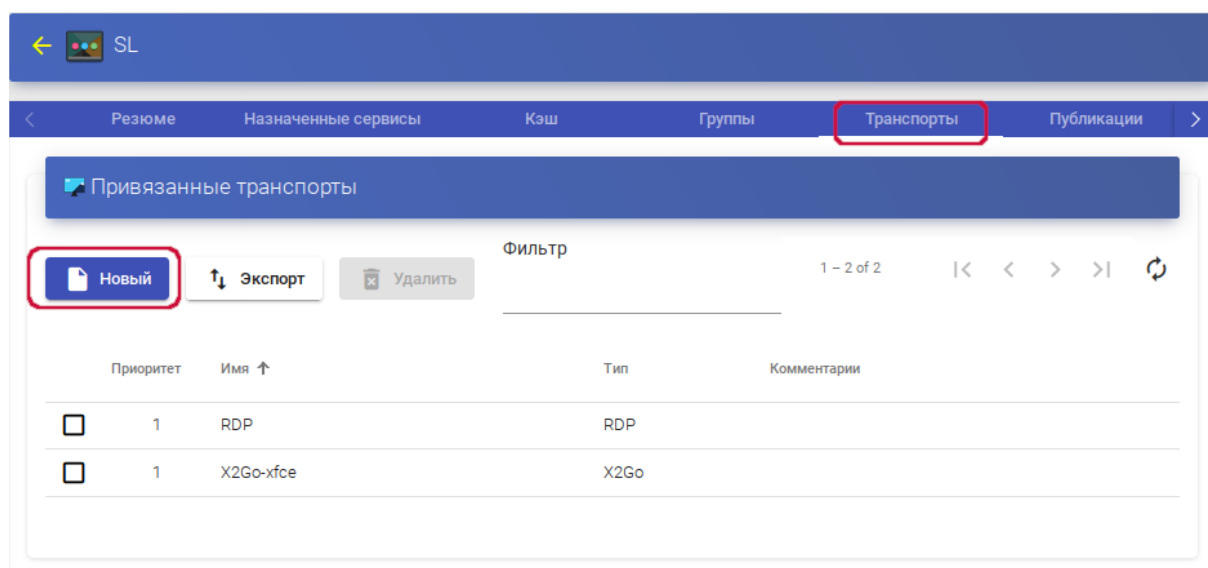 SL
Резюме Назначенные сервисы Кэш Группы Транспорты Публикации
Привязанные транспорты
Фильтр
Новый Экспорт Удалить 1 – 2 of 2
Приоритет Имя Тип Комментарии
1 RDP RDP
1 X2Go-xfce X2Go